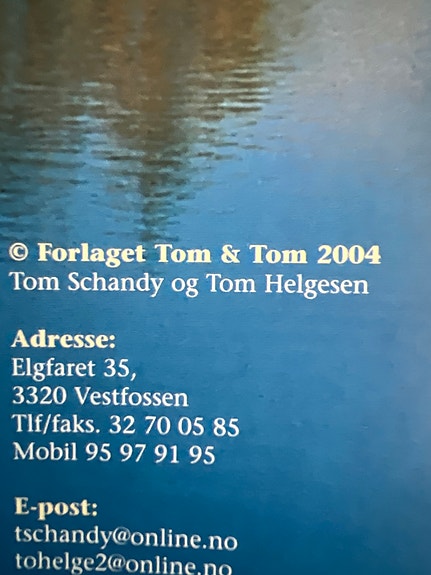 © Forlaget Tom & Tom 2004
Tom Schandy og Tom Helgesen
Adresse:
Elgfaret 35,
3320 Vestfossen
Tlf/faks. 32 70 05 85
Mobil 95 97 91 95
E-post:
tschandy@online.no
tohelge2@online.no